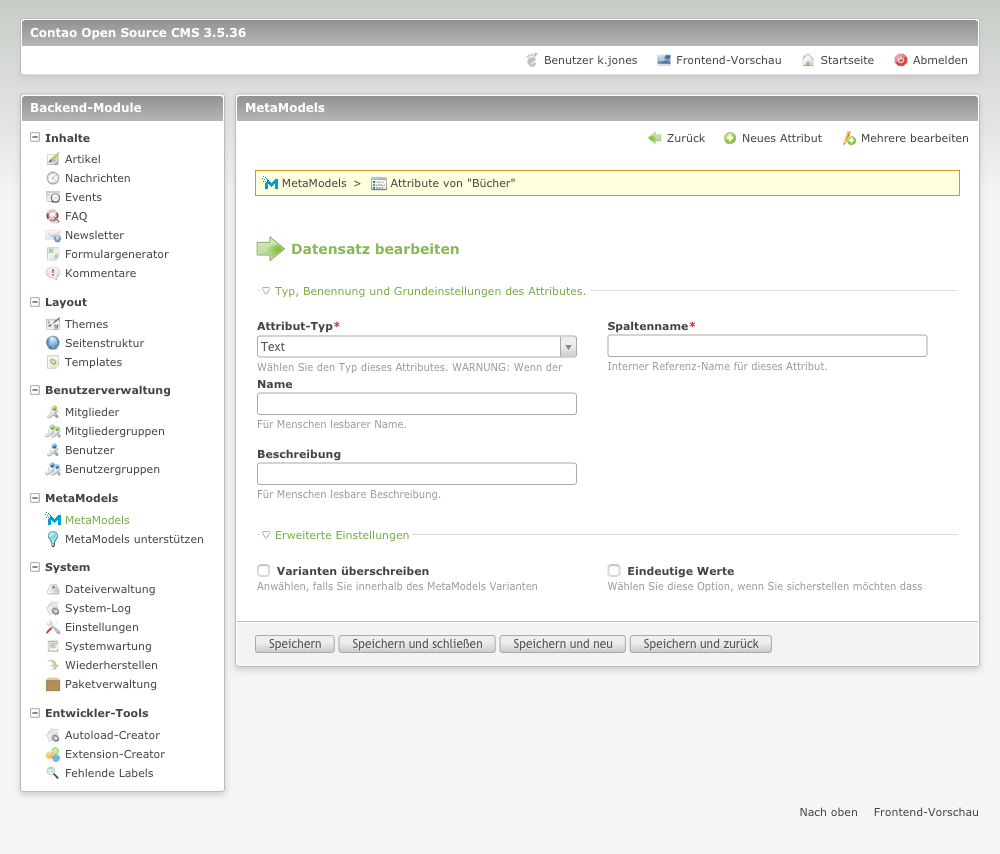 Contao Open Source CMS 3.5.36
Benutzer k.jones Frontend-Vorschau Startseite Abmelden
Backend-Module
Inhalte
Artikel
Nachrichten
Events
FAQ
Newsletter
Formulargenerator
Kommentare
Layout
Themes
Seitenstruktur
Templates
Benutzerverwaltung
Mitglieder
Mitgliedergruppen
Benutzer
Benutzergruppen
MetaModels
MetaModels
MetaModels unterstützen
System
Dateiverwaltung
System-Log
Einstellungen
Systemwartung
Wiederherstellen
Paketverwaltung
Entwickler-Tools
Autoload-Creator
Extension-Creator
Fehlende Labels
MetaModels
Zurück Neues Attribut Mehrere bearbeiten
MetaModels > Attribute von "Bücher"
Datensatz bearbeiten
Typ, Benennung und Grundeinstellungen des Attributes.
Attribut-Typ*
Text
Wählen Sie den Typ dieses Attributes. WARNUNG: Wenn der
Spaltenname*
Interner Referenz-Name für dieses Attribut.
Name
Für Menschen lesbarer Name.
Beschreibung
Für Menschen lesbare Beschreibung.
Erweiterte Einstellungen
Varianten überschreiben
Anwählen, falls Sie innerhalb des MetaModels Varianten
Eindeutige Werte
Wählen Sie diese Option, wenn Sie sicherstellen möchten dass
Speichern Speichern und schließen Speichern und neu Speichern und zurück
Nach oben Frontend-Vorschau